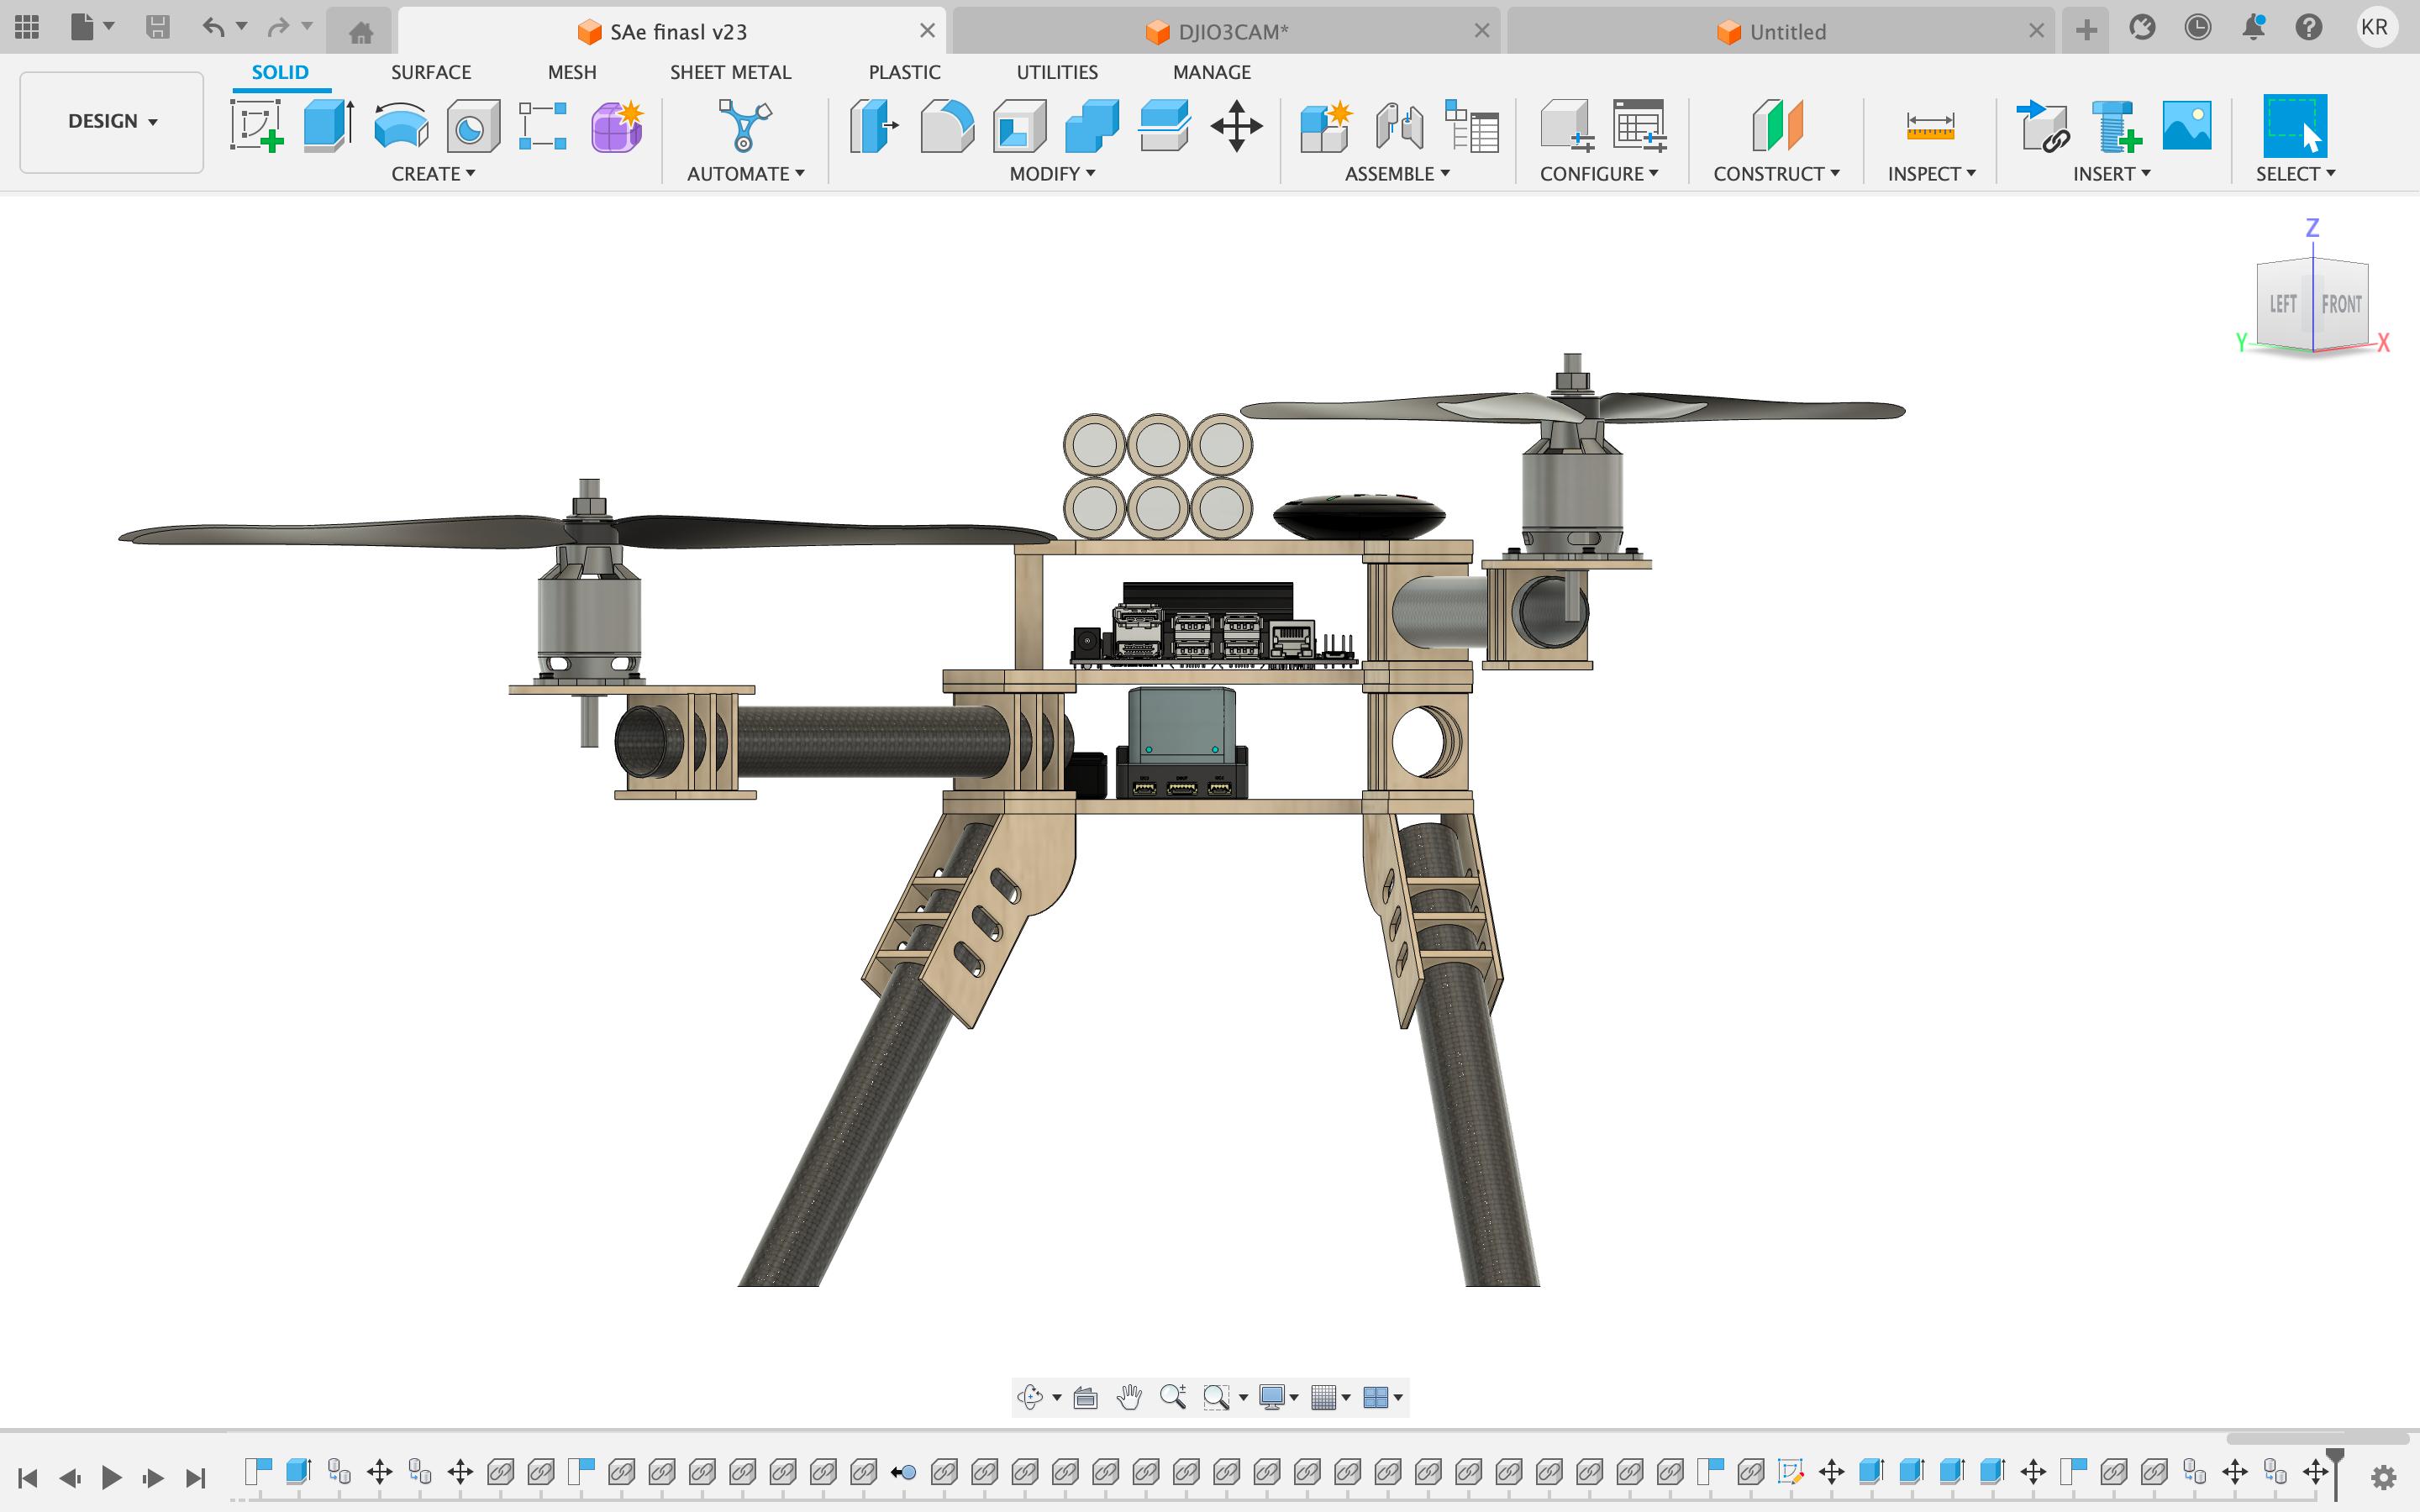 SAe finasl v23
DJIO3CAM*
Untitled
KR
SOLID
SURFACE
MESH
SHEET METAL
PLASTIC
UTILITIES
MANAGE
DESIGN
CREATE
AUTOMATE
MODIFY
ASSEMBLE
CONFIGURE
CONSTRUCT
INSPECT
INSERT
SELECT
Z
LEFT
FRONT
Y
X